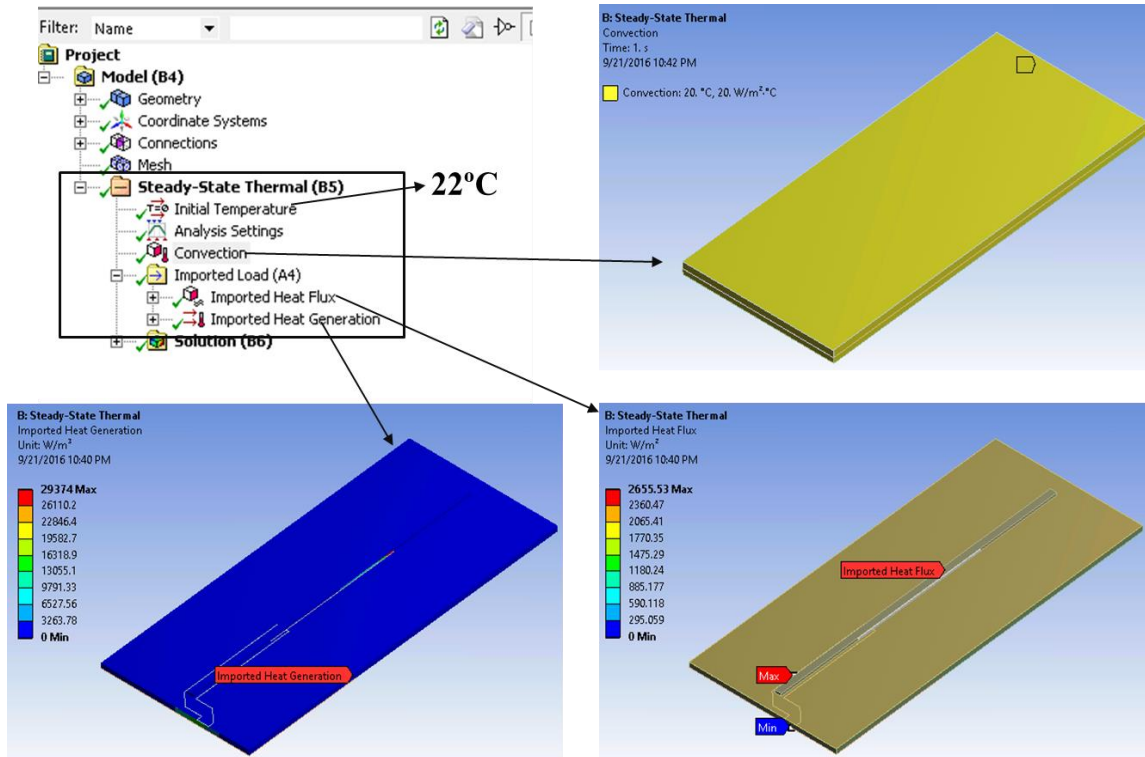 Filter: Name
Project
Model (B4)
Geometry
Coordinate Systems
Connections
Mesh
Steady-State Thermal (B5)
22°C
T=0 Initial Temperature
Analysis Settings
Convection
Imported Load (A4)
Imported Heat Flux
Imported Heat Generation
Solution (B6)
B: Steady-State Thermal
Convection
Time: 1. s
9/21/2016 10:42 PM
Convection: 20. °C, 20. W/m²·°C
B: Steady-State Thermal
Imported Heat Generation
Unit: W/m³
9/21/2016 10:40 PM
29374 Max
26110.2
22846.4
19582.7
16318.9
13055.1
9791.33
6527.56
3263.78
0 Min
Imported Heat Generation
B: Steady-State Thermal
Imported Heat Flux
Unit: W/m²
9/21/2016 10:40 PM
2655.53 Max
2360.47
2065.41
1770.35
1475.29
1180.24
885.177
590.118
295.059
0 Min
Imported Heat Flux
Max
Min